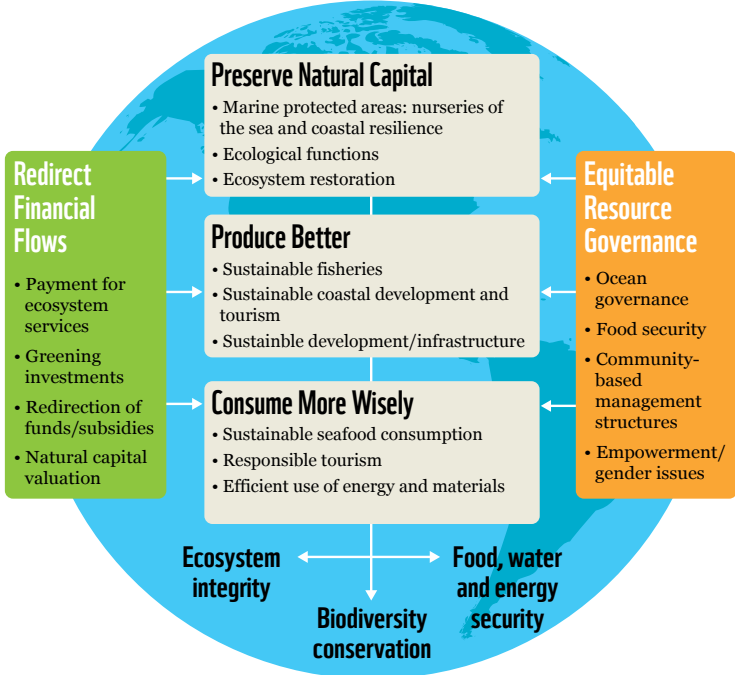 Preserve Natural Capital
• Marine protected areas: nurseries of
the sea and coastal resilience
• Ecological functions
• Ecosystem restoration
Redirect
Financial
Flows
• Payment for
ecosystem
services
• Greening
investments
• Redirection of
funds/subsidies
• Natural capital
valuation
Produce Better
• Sustainable fisheries
• Sustainable coastal development and
tourism
• Sustainble development/infrastructure
Consume More Wisely
• Sustainable seafood consumption
• Responsible tourism
• Efficient use of energy and materials
Equitable
Resource
Governance
• Ocean
governance
• Food security
• Community-
based
management
structures
• Empowerment/
gender issues
Ecosystem
integrity
Biodiversity
conservation
Food, water
and energy
security